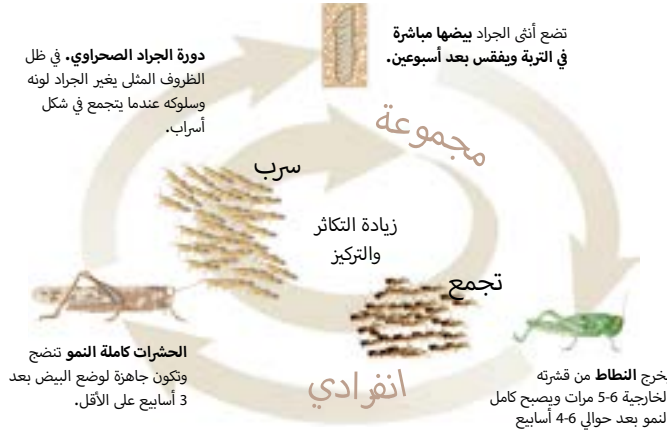 تضع أنثى الجراد بيضها مباشرة
في التربة ويفقس بعد أسبوعين.
دورة الجراد الصحراوي. في ظل
الظروف المثلى يغير الجراد لونه
وسلوكه عندما يتجمع في شكل
أسراب.
مجموعة
سرب
زيادة التكاثر
والتركيز
تجمع
انفرادي
يخرج النطاط من قشرته
الخارجية 6-5 مرات ويصبح كامل
النمو بعد حوالي 6-4 أسابيع
الحشرات كاملة النمو تنضج
وتكون جاهزة لوضع البيض بعد
3 أسابيع على الأقل.